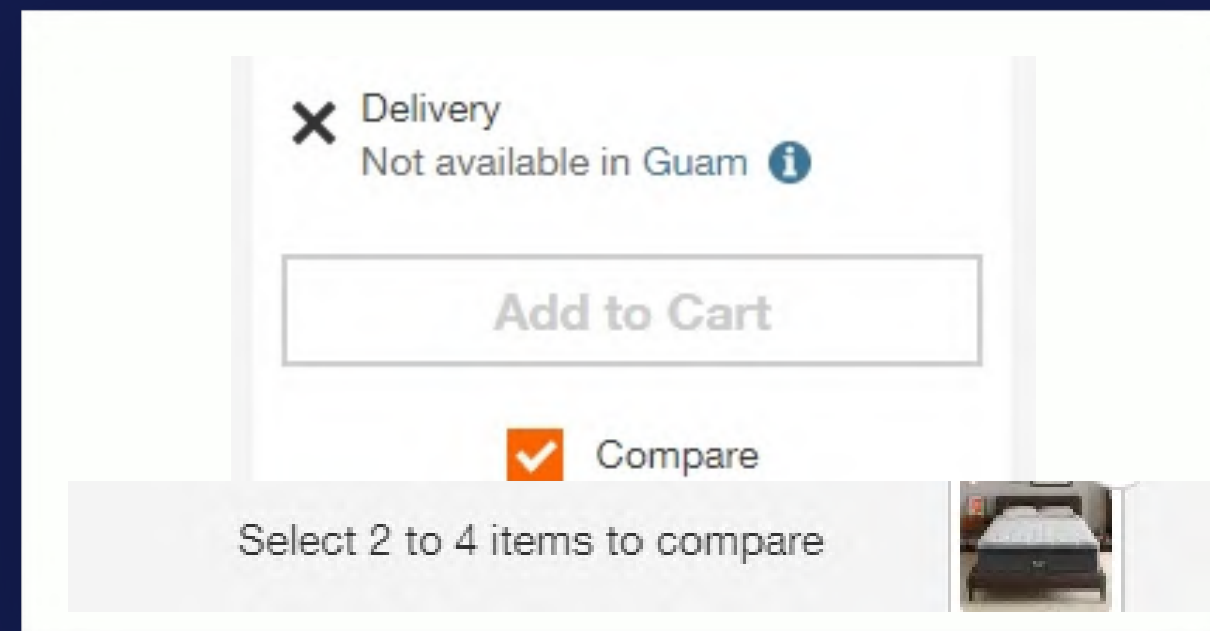 Delivery
Not available in Guam
Add to Cart
Compare
Select 2 to 4 items to compare